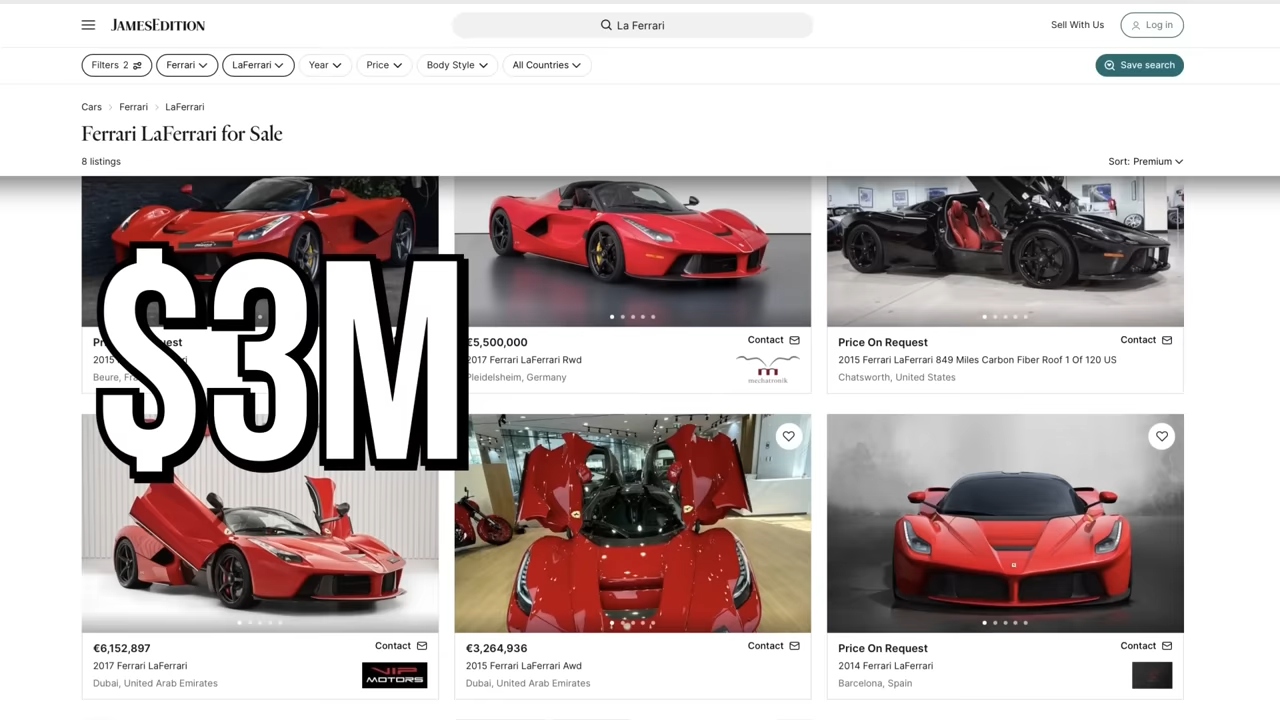 JAMESEDITION
La Ferrari
Sell With Us
Log in
Filters 2
Ferrari
LaFerrari
Year
Price
Body Style
All Countries
Save search
Cars
Ferrari
LaFerrari
Ferrari LaFerrari for Sale
8 listings
Sort: Premium
$3M
€5,500,000
Contact
2017 Ferrari LaFerrari Rwd
Pleidelsheim, Germany
mechatronik
Price On Request
Contact
2015 Ferrari LaFerrari 849 Miles Carbon Fiber Roof 1 Of 120 US
Chatsworth, United States
2015
Beure,
€6,152,897
Contact
2017 Ferrari LaFerrari
Dubai, United Arab Emirates
VIP
MOTORS
€3,264,936
Contact
2015 Ferrari LaFerrari Awd
Dubai, United Arab Emirates
Price On Request
Contact
2014 Ferrari LaFerrari
Barcelona, Spain